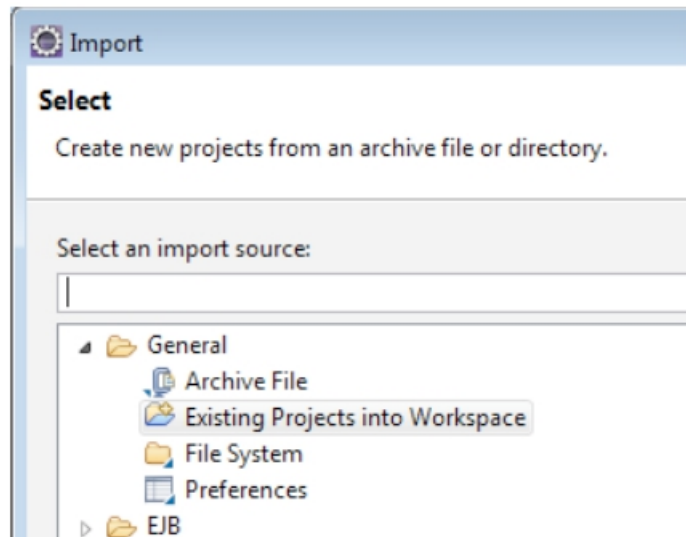 Import
Select
Create new projects from an archive file or directory.
Select an import source:
General
Archive File
Existing Projects into Workspace
File System
Preferences
EJB